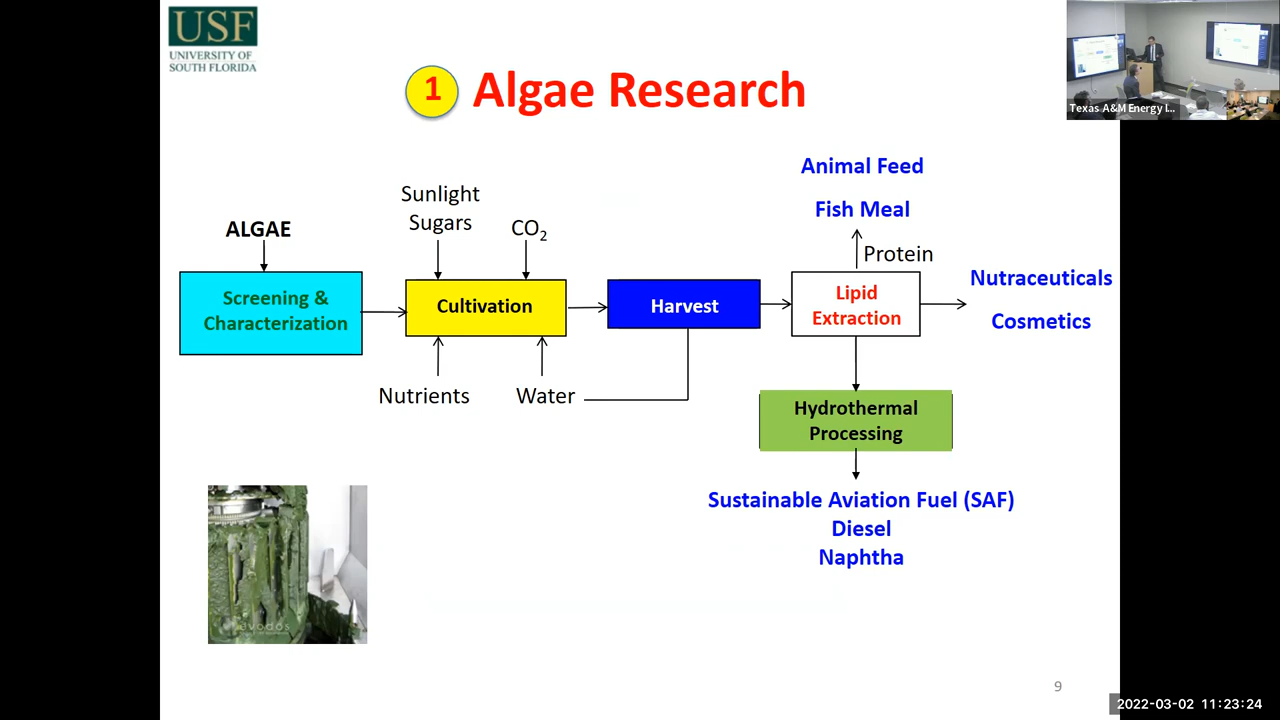 USF
UNIVERSITY OF
SOUTH FLORIDA
1 Algae Research
Texas A&M Energy I...
Animal Feed
Fish Meal
Sunlight
Sugars
ALGAE
CO₂
Protein
Nutraceuticals
Cosmetics
Screening &
Characterization
Cultivation
Harvest
Lipid
Extraction
Nutrients
Water
Hydrothermal
Processing
Sustainable Aviation Fuel (SAF)
Diesel
Naphtha
evodos
9
2022-03-02 11:23:24